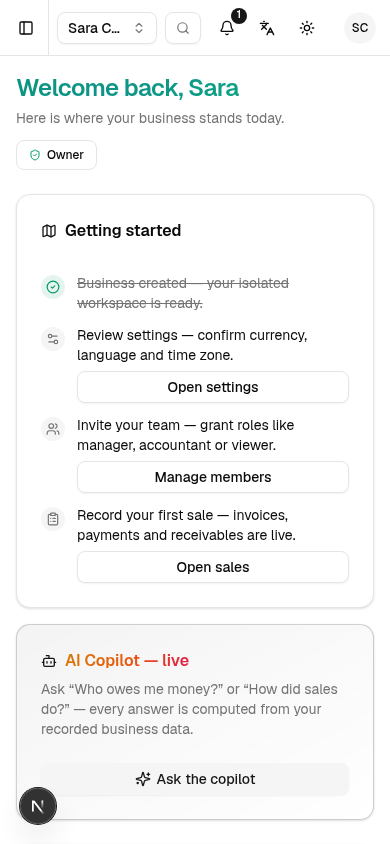 Sara C...
1
SC
Welcome back, Sara
Here is where your business stands today.
Owner
Getting started
Business created — your isolated
workspace is ready.
Review settings — confirm currency,
language and time zone.
Open settings
Invite your team — grant roles like
manager, accountant or viewer.
Manage members
Record your first sale — invoices,
payments and receivables are live.
Open sales
AI Copilot — live
Ask “Who owes me money?” or “How did sales
do?” — every answer is computed from your
recorded business data.
Ask the copilot
N